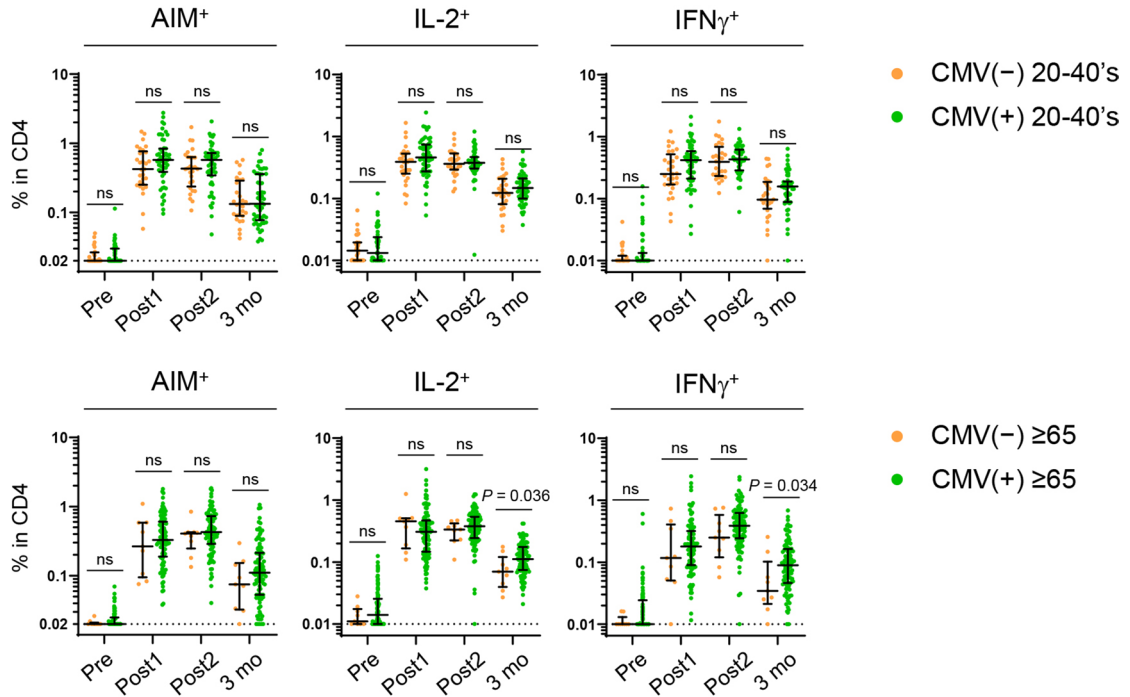 AIM⁺ IL-2⁺ IFNγ⁺
% in CD4
10
1
0.1
0.02
ns ns ns ns
Pre Post1 Post2 3 mo
10
1
0.1
0.01
ns ns ns ns
Pre Post1 Post2 3 mo
10
1
0.1
0.01
ns ns ns ns
Pre Post1 Post2 3 mo
CMV(−) 20-40’s
CMV(+) 20-40’s
AIM⁺ IL-2⁺ IFNγ⁺
% in CD4
10
1
0.1
0.02
ns ns ns ns
Pre Post1 Post2 3 mo
10
1
0.1
0.01
ns ns ns P = 0.036
Pre Post1 Post2 3 mo
10
1
0.1
0.01
ns ns ns P = 0.034
Pre Post1 Post2 3 mo
CMV(−) ≥65
CMV(+) ≥65